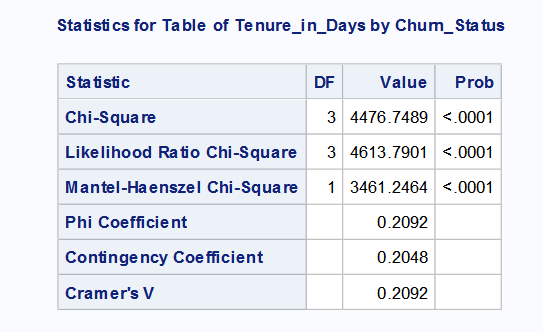 Statistics for Table of Tenure_in_Days by Churn_Status
Statistic DF Value Prob
Chi-Square 3 4476.7489 <.0001
Likelihood Ratio Chi-Square 3 4613.7901 <.0001
Mantel-Haenszel Chi-Square 1 3461.2464 <.0001
Phi Coefficient 0.2092
Contingency Coefficient 0.2048
Cramer's V 0.2092